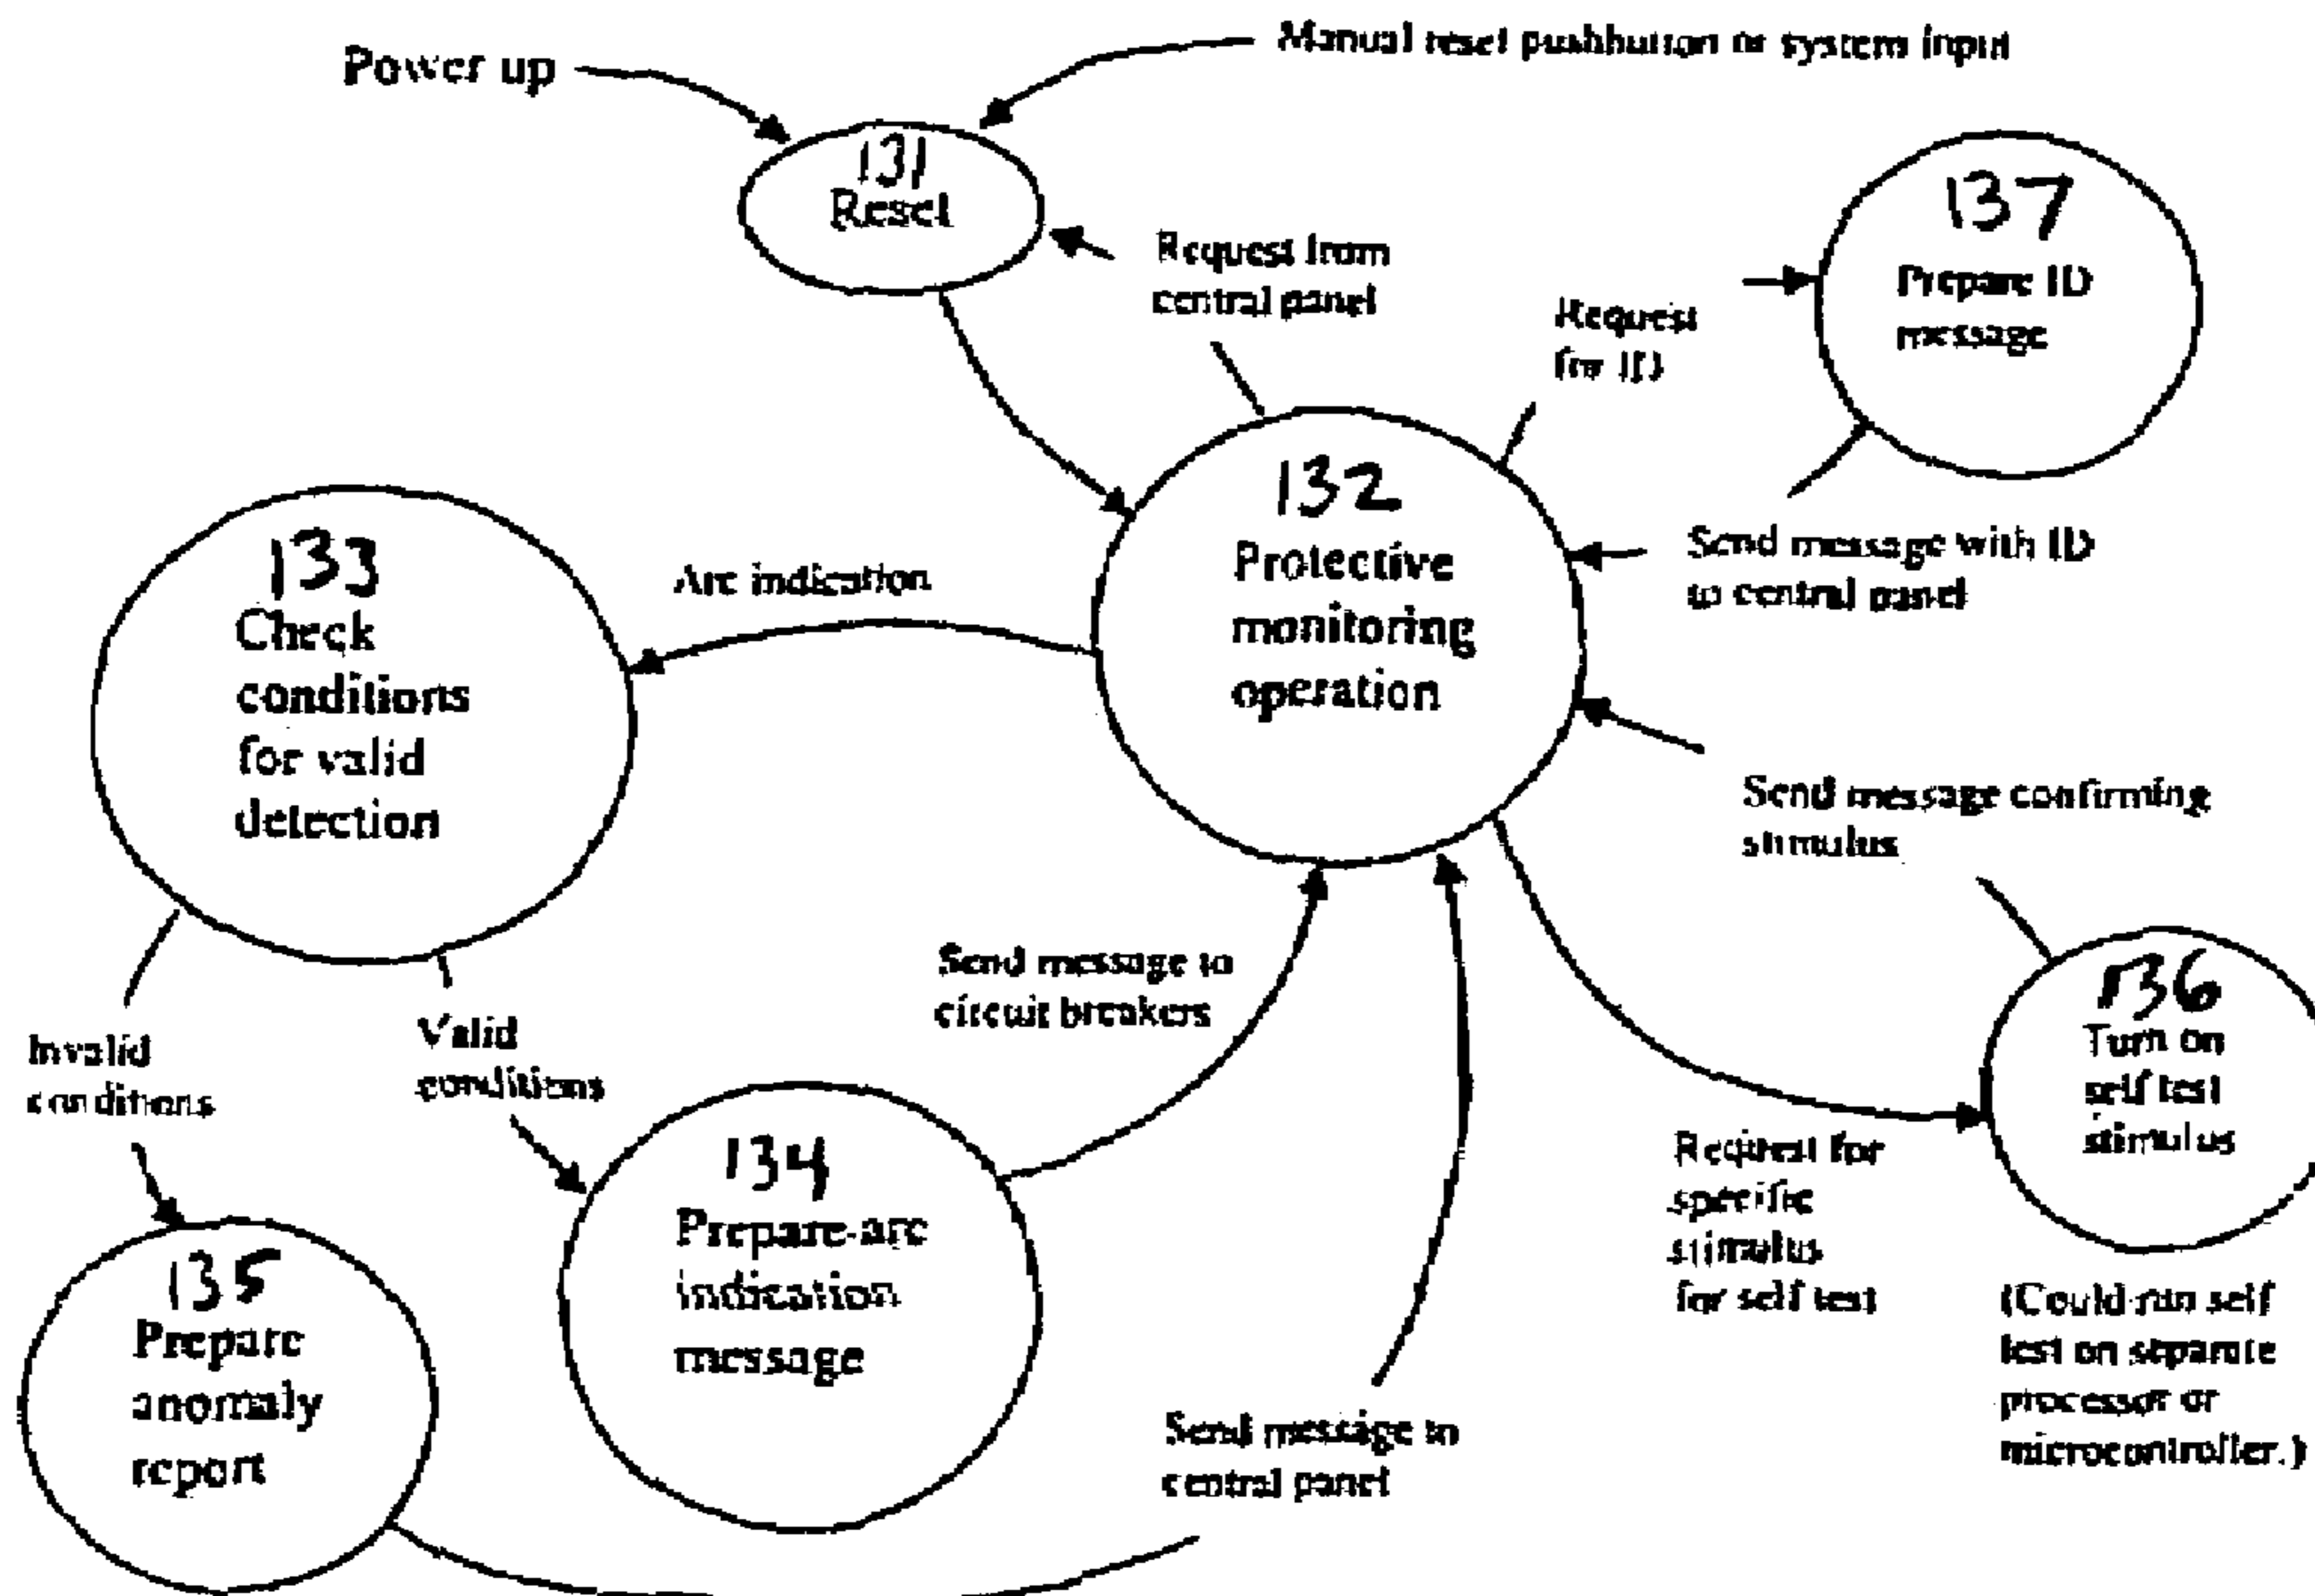 Power up
Manual reset pushbutton or system input
131
Reset
Request from
central panel
137
Prepare ID
message
Request
for ID
132
Protective
monitoring
operation
Send message with ID
to central panel
133
Check
conditions
for valid
detection
Arc indication
Send message confirming
stimulus
Send message to
circuit breakers
136
Turn on
self test
stimulus
Invalid
conditions
Valid
conditions
134
Prepare arc
indication
message
Request for
specific
stimulus
for self test
135
Prepare
anomaly
report
(Could run self
test on separate
processor or
microcontroller.)
Send message to
central panel